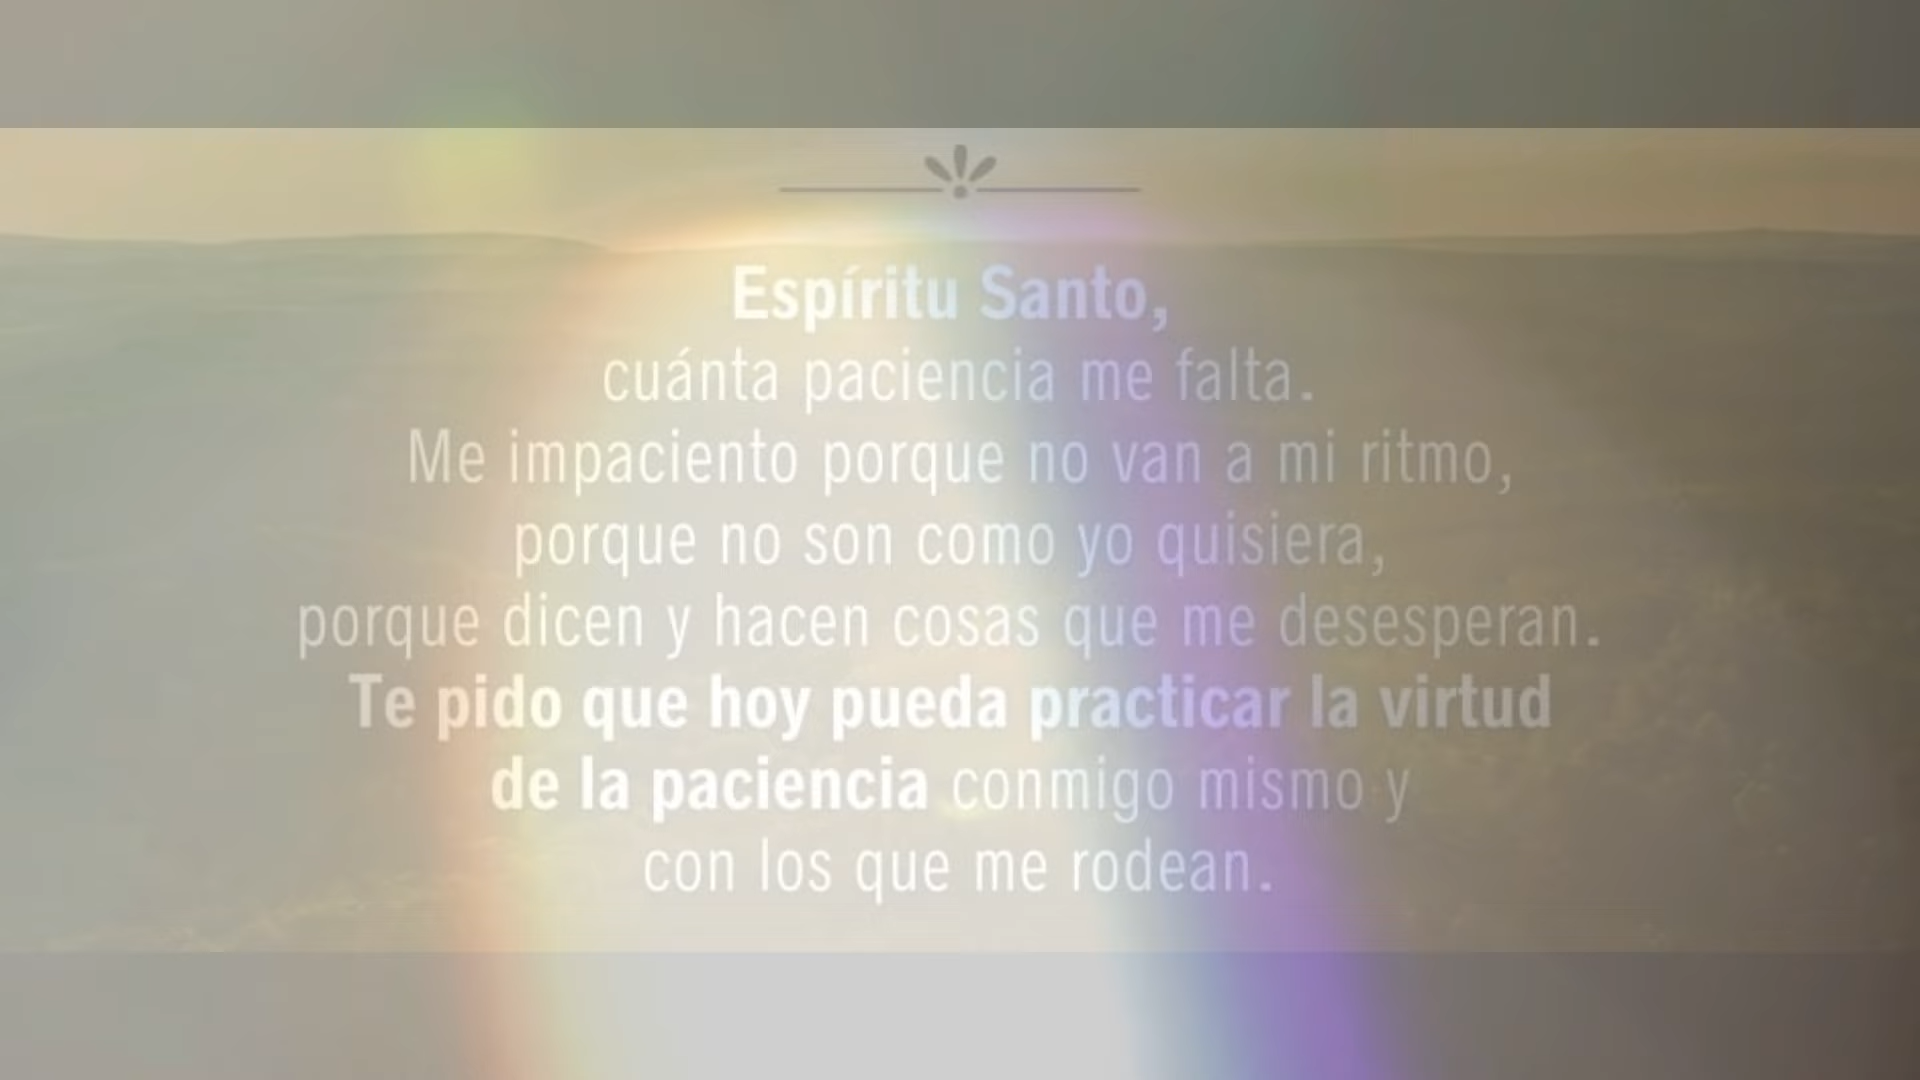 Espíritu Santo,
cuánta paciencia me falta.
Me impaciento porque no van a mi ritmo,
porque no son como yo quisiera,
porque dicen y hacen cosas que me desesperan.
Te pido que hoy pueda practicar la virtud
de la paciencia conmigo mismo y
con los que me rodean.